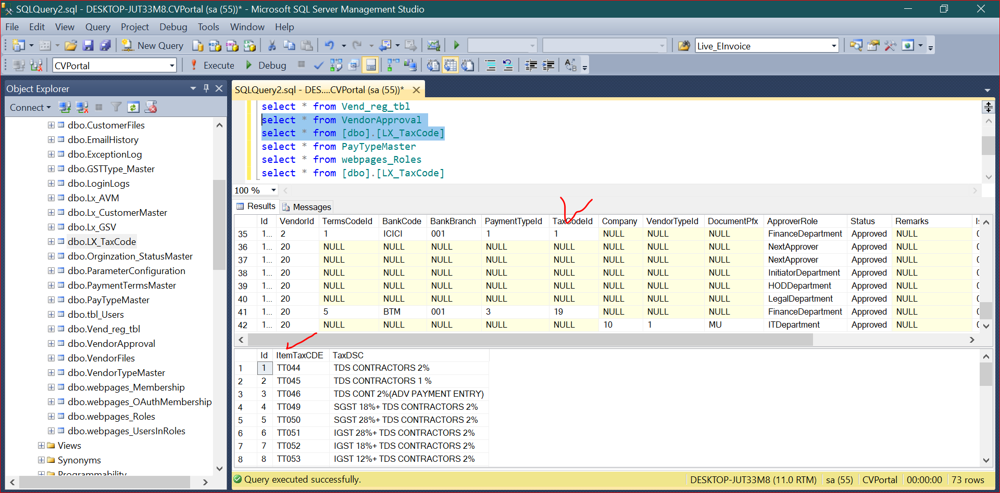 SQLQuery2.sql - DESKTOP-JUT33M8.CVPortal (sa (55))* - Microsoft SQL Server Management Studio
File Edit View Query Project Debug Tools Window Help
New Query Live_EInvoice
CVPortal Execute Debug
Object Explorer
Connect
dbo.CustomerFiles
dbo.EmailHistory
dbo.ExceptionLog
dbo.GSTType_Master
dbo.LoginLogs
dbo.Lx_AVM
dbo.Lx_CustomerMaster
dbo.Lx_GSV
dbo.LX_TaxCode
dbo.Orginzation_StatusMaster
dbo.ParameterConfiguration
dbo.PaymentTermsMaster
dbo.PayTypeMaster
dbo.tbl_Users
dbo.Vend_reg_tbl
dbo.VendorApproval
dbo.VendorFiles
dbo.VendorTypeMaster
dbo.webpages_Membership
dbo.webpages_OAuthMembership
dbo.webpages_Roles
dbo.webpages_UsersInRoles
Views
Synonyms
Programmability
SQLQuery2.sql - DES....CVPortal (sa (55))*
select * from Vend_reg_tbl
select * from VendorApproval
select * from [dbo].[LX_TaxCode]
select * from PayTypeMaster
select * from webpages_Roles
select * from [dbo].[LX_TaxCode]
100 %
Results Messages
Id VendorId TermsCodeId BankCode BankBranch PaymentTypeId TaxCodeId Company VendorTypeId DocumentPfx ApproverRole Status Remarks
35 1... 2 1 ICICI 001 1 1 NULL NULL NULL FinanceDepartment Approved NULL
36 1... 20 NULL NULL NULL NULL NULL NULL NULL NULL NextApprover Approved NULL
37 1... 20 NULL NULL NULL NULL NULL NULL NULL NULL NextApprover Approved NULL
38 1... 20 NULL NULL NULL NULL NULL NULL NULL NULL InitiatorDepartment Approved NULL
39 1... 20 NULL NULL NULL NULL NULL NULL NULL NULL HODDepartment Approved NULL
40 1... 20 NULL NULL NULL NULL NULL NULL NULL NULL LegalDepartment Approved NULL
41 1... 20 5 BTM 001 3 19 NULL NULL NULL FinanceDepartment Approved NULL
42 1... 20 NULL NULL NULL NULL NULL 10 1 MU ITDepartment Approved NULL
Id ItemTaxCDE TaxDSC
1 1 TT044 TDS CONTRACTORS 2%
2 2 TT045 TDS CONTRACTORS 1 %
3 3 TT046 TDS CONT 2%(ADV PAYMENT ENTRY)
4 4 TT049 SGST 18%+ TDS CONTRACTORS 2%
5 5 TT050 SGST 28%+ TDS CONTRACTORS 2%
6 6 TT051 IGST 28%+ TDS CONTRACTORS 2%
7 7 TT052 IGST 18%+ TDS CONTRACTORS 2%
8 8 TT053 IGST 12%+ TDS CONTRACTORS 2%
Query executed successfully. DESKTOP-JUT33M8 (11.0 RTM) sa (55) CVPortal 00:00:00 73 rows